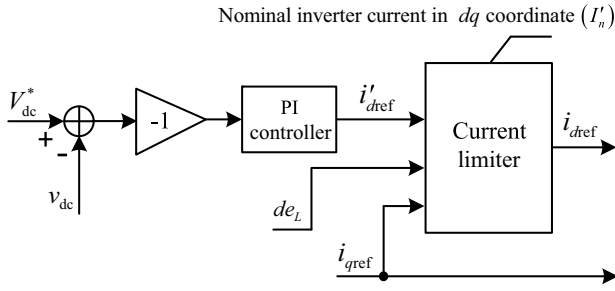 Nominal inverter current in dq coordinate (I′ₙ)
V*dc
+
-
vdc
-1
PI
controller
i′dref
deL
iqref
Current
limiter
idref